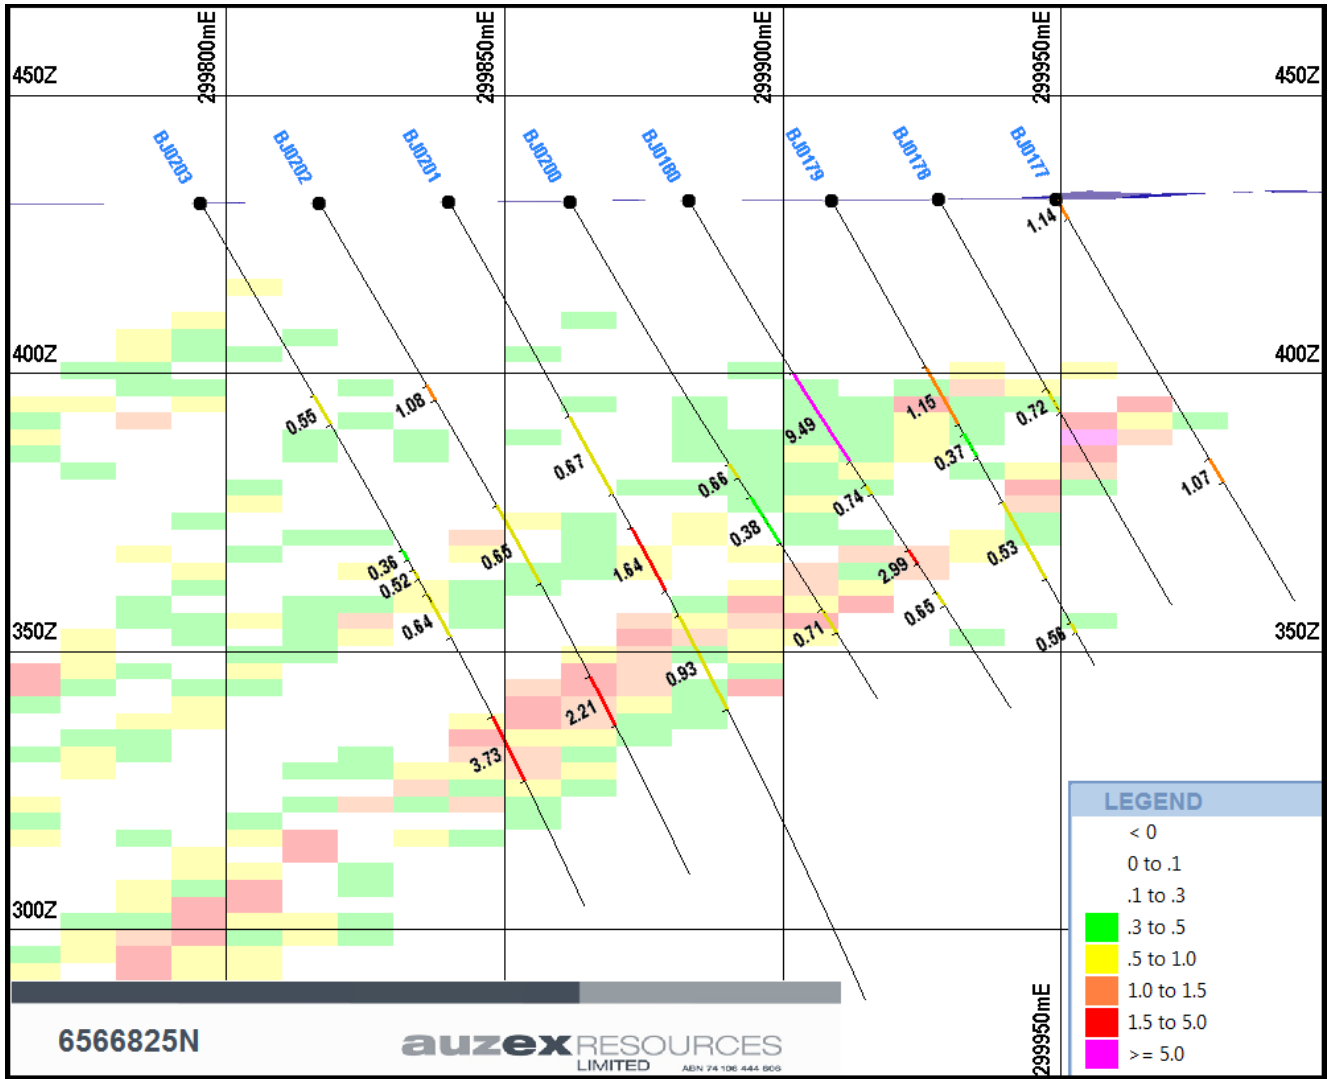 299800mE
299850mE
299900mE
299950mE
450Z
450Z
BJ0203
BJ0202
BJ0201
BJ0200
BJ0180
BJ0179
BJ0178
BJ0177
1.14
400Z
400Z
0.55
1.08
0.67
9.49
1.15
0.72
0.66
0.74
0.37
1.07
0.36
0.52
0.64
0.65
1.64
0.38
2.99
0.53
0.71
0.65
0.56
350Z
350Z
0.93
2.21
3.73
300Z
LEGEND
< 0
0 to .1
.1 to .3
.3 to .5
.5 to 1.0
1.0 to 1.5
1.5 to 5.0
>= 5.0
299950mE
6566825N
auzex RESOURCES
LIMITED ABN 74 106 444 606